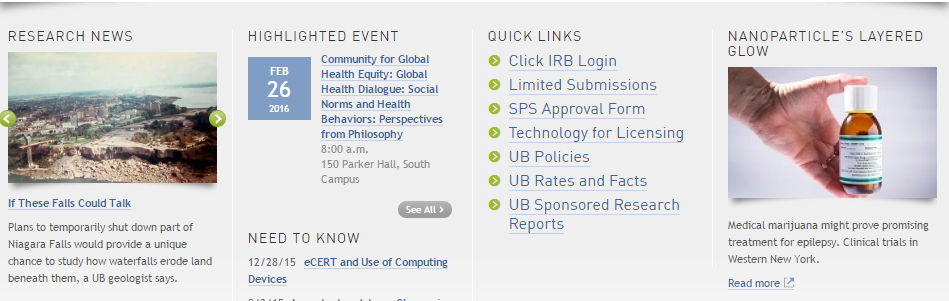 RESEARCH NEWS
If These Falls Could Talk
Plans to temporarily shut down part of
Niagara Falls would provide a unique
chance to study how waterfalls erode land
beneath them, a UB geologist says.
HIGHLIGHTED EVENT
FEB
26
2016
Community for Global
Health Equity: Global
Health Dialogue: Social
Norms and Health
Behaviors: Perspectives
from Philosophy
8:00 a.m.
150 Parker Hall, South
Campus
See All >
NEED TO KNOW
12/28/15 eCERT and Use of Computing
Devices
QUICK LINKS
Click IRB Login
Limited Submissions
SPS Approval Form
Technology for Licensing
UB Policies
UB Rates and Facts
UB Sponsored Research
Reports
NANOPARTICLE'S LAYERED
GLOW
Medical marijuana might prove promising
treatment for epilepsy. Clinical trials in
Western New York.
Read more